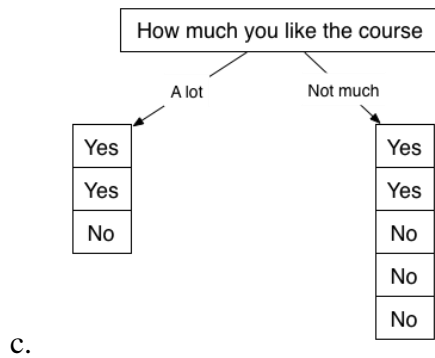 How much you like the course
A lot
Not much
Yes
Yes
No
Yes
Yes
No
No
No
c.